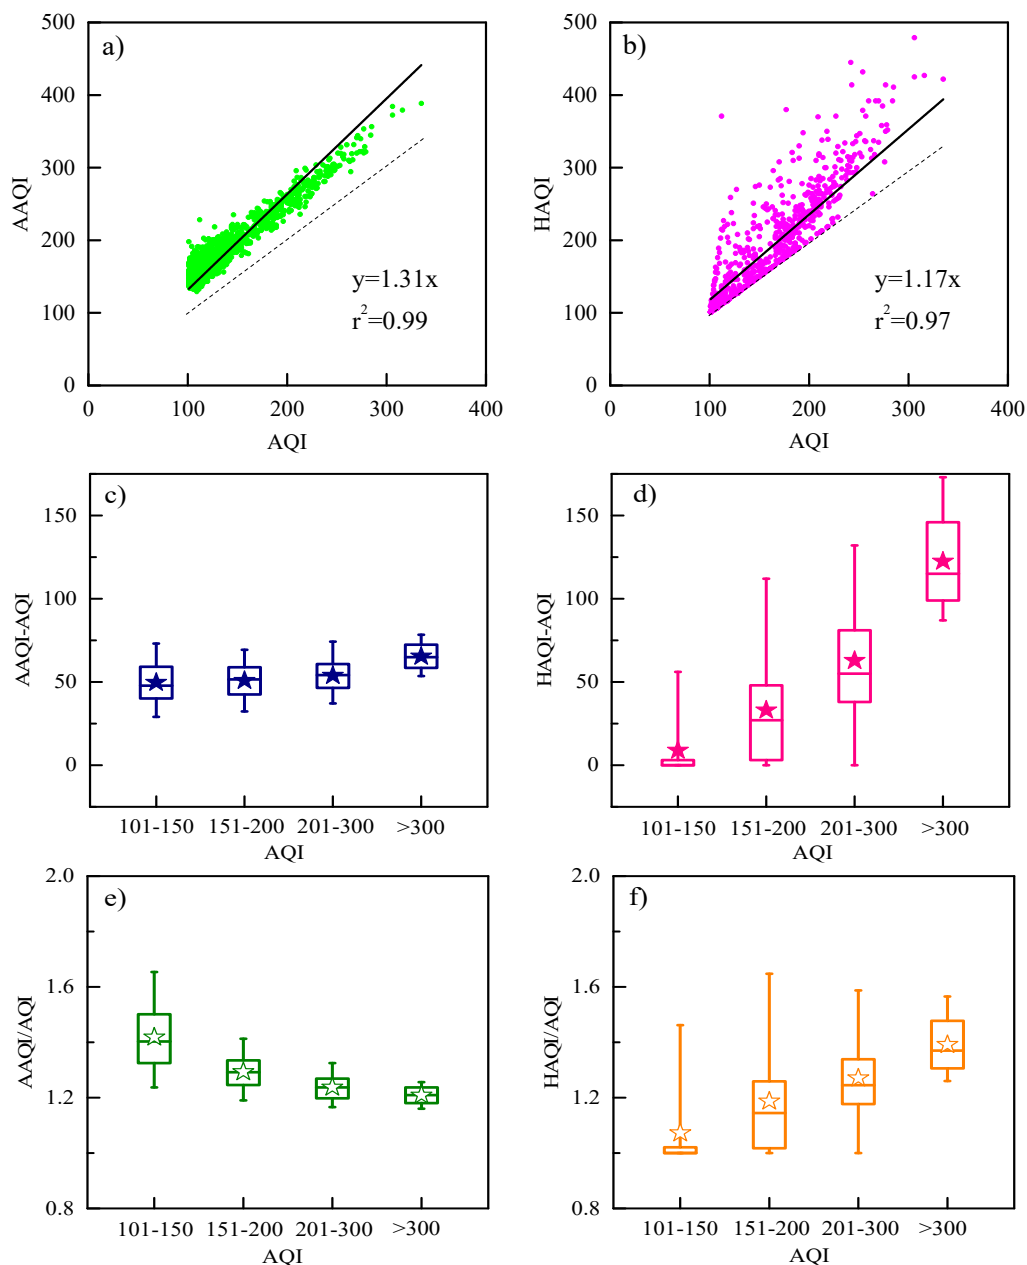 a)
500
400
300
200
100
0
AAQI
y=1.31x
r²=0.99
0 100 200 300 400
AQI
b)
500
400
300
200
100
0
HAQI
y=1.17x
r²=0.97
0 100 200 300 400
AQI
c)
150
100
50
0
AAQI-AQI
101-150 151-200 201-300 >300
AQI
d)
150
100
50
0
HAQI-AQI
101-150 151-200 201-300 >300
AQI
e)
2.0
1.6
1.2
0.8
AAQI/AQI
101-150 151-200 201-300 >300
AQI
f)
2.0
1.6
1.2
0.8
HAQI/AQI
101-150 151-200 201-300 >300
AQI